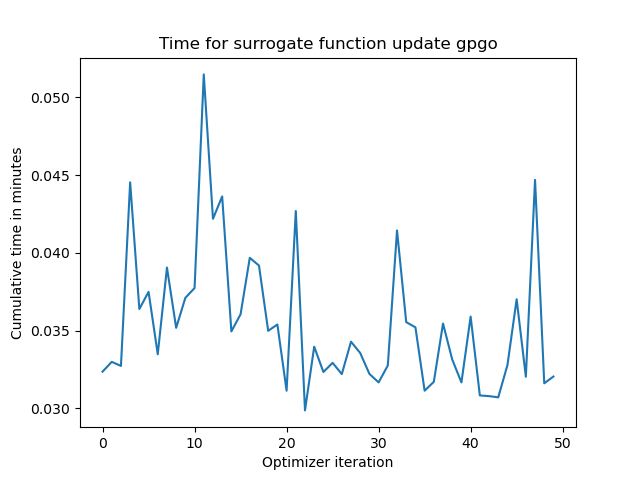 Time for surrogate function update gpgo
Cumulative time in minutes
0.050
0.045
0.040
0.035
0.030
0 10 20 30 40 50
Optimizer iteration